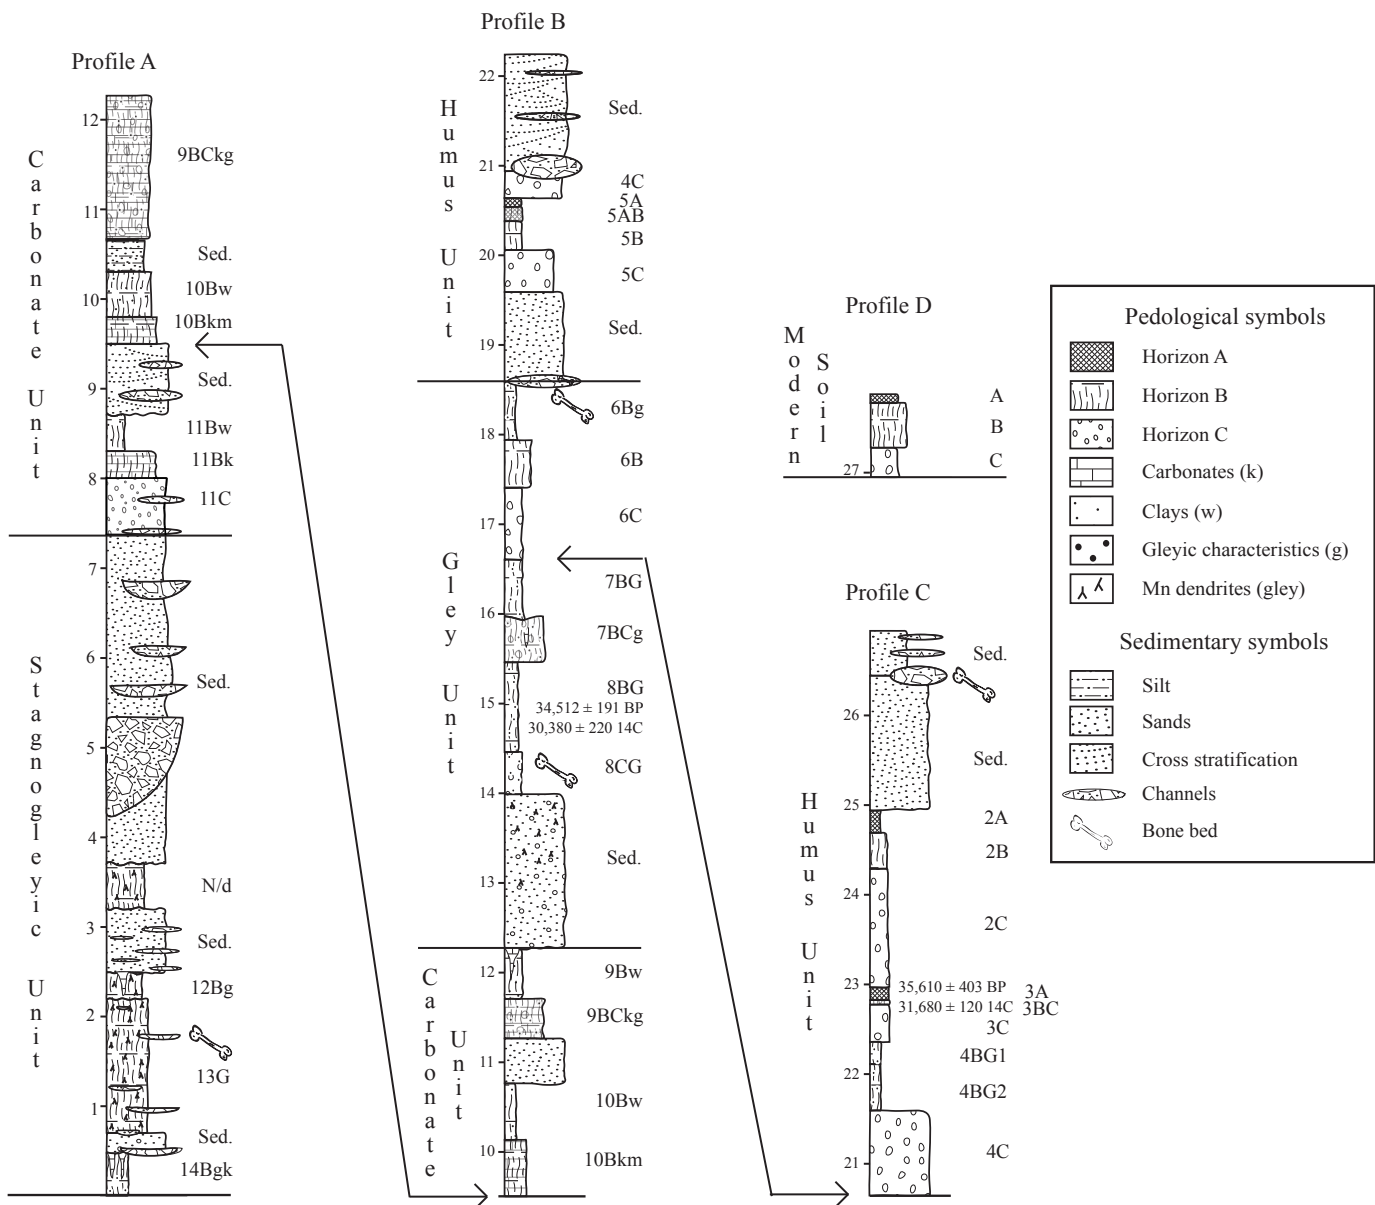 Profile A
12
11
10
9
8
7
6
5
4
3
2
1
Carbonate Unit
Stagnogleyic Unit
9BCkg
Sed.
10Bw
10Bkm
Sed.
11Bw
11Bk
11C
Sed.
N/d
Sed.
12Bg
13G
Sed.
14Bgk
Profile B
22
21
20
19
18
17
16
15
14
13
12
11
10
Humus Unit
Gley Unit
Carbonate Unit
Sed.
4C
5A
5AB
5B
5C
Sed.
6Bg
6B
6C
7BG
7BCg
8BG
34,512 ± 191 BP
30,380 ± 220 14C
8CG
Sed.
9Bw
9BCkg
10Bw
10Bkm
Profile D
Modern Soil
27
A
B
C
Profile C
26
25
24
23
22
21
Humus Unit
Sed.
Sed.
2A
2B
2C
35,610 ± 403 BP
3A
31,680 ± 120 14C
3BC
3C
4BG1
4BG2
4C
Pedological symbols
Horizon A
Horizon B
Horizon C
Carbonates (k)
Clays (w)
Gleyic characteristics (g)
Mn dendrites (gley)
Sedimentary symbols
Silt
Sands
Cross stratification
Channels
Bone bed